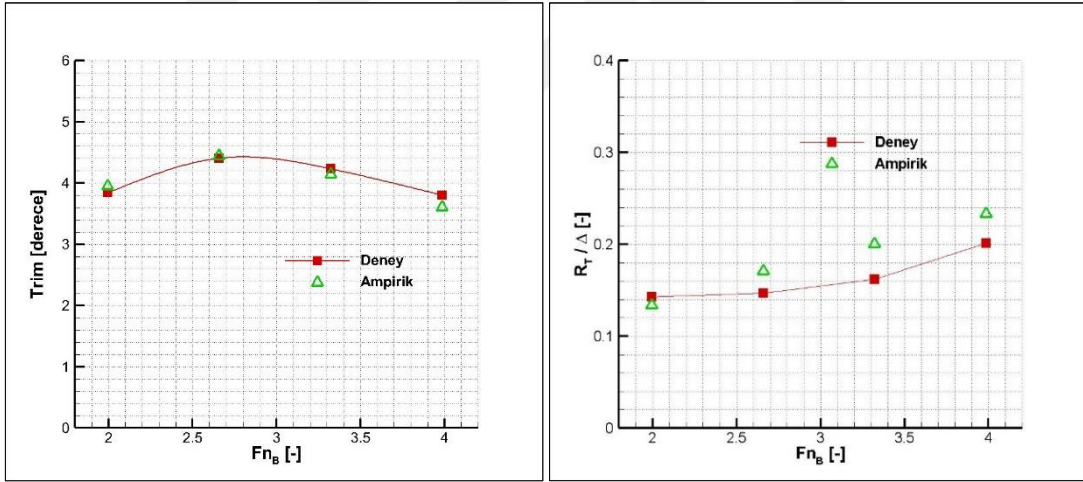 6
5
4
3
2
1
0
Trim [derece]
Deney
Ampirik
2 2.5 3 3.5 4
Fn_B [-]
0.4
0.3
0.2
0.1
0
R_T / Δ [-]
Deney
Ampirik
2 2.5 3 3.5 4
Fn_B [-]